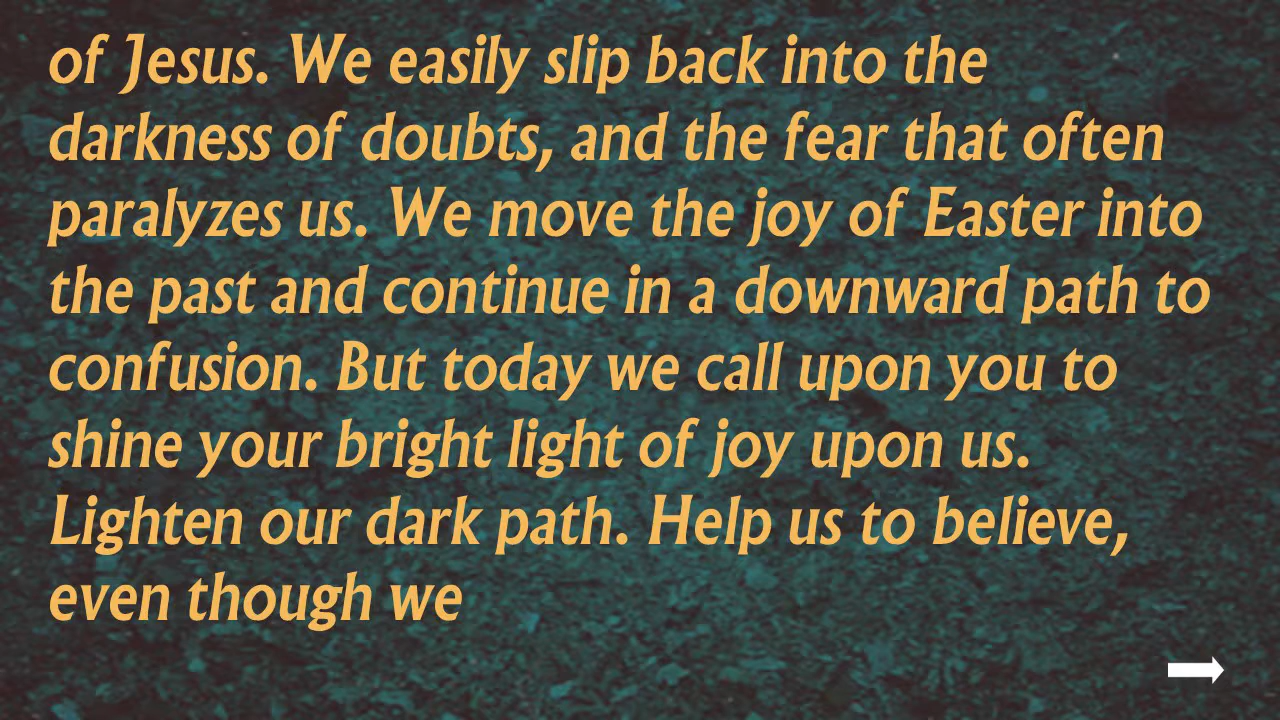 of Jesus. We easily slip back into the
darkness of doubts, and the fear that often
paralyzes us. We move the joy of Easter into
the past and continue in a downward path to
confusion. But today we call upon you to
shine your bright light of joy upon us.
Lighten our dark path. Help us to believe,
even though we